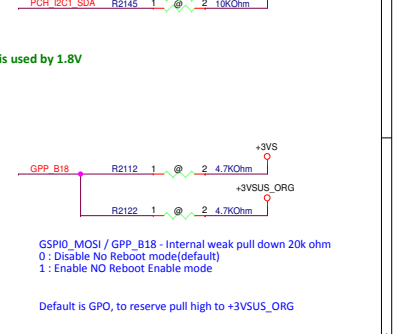 PCH_I2C1_SDA R2145 1 @ 2 10KOhm
is used by 1.8V
+3VS
GPP_B18 R2112 1 @ 2 4.7KOhm
+3VSUS_ORG
R2122 1 @ 2 4.7KOhm
GSPI0_MOSI / GPP_B18 - Internal weak pull down 20k ohm
0 : Disable No Reboot mode(default)
1 : Enable NO Reboot Enable mode
Default is GPO, to reserve pull high to +3VSUS_ORG